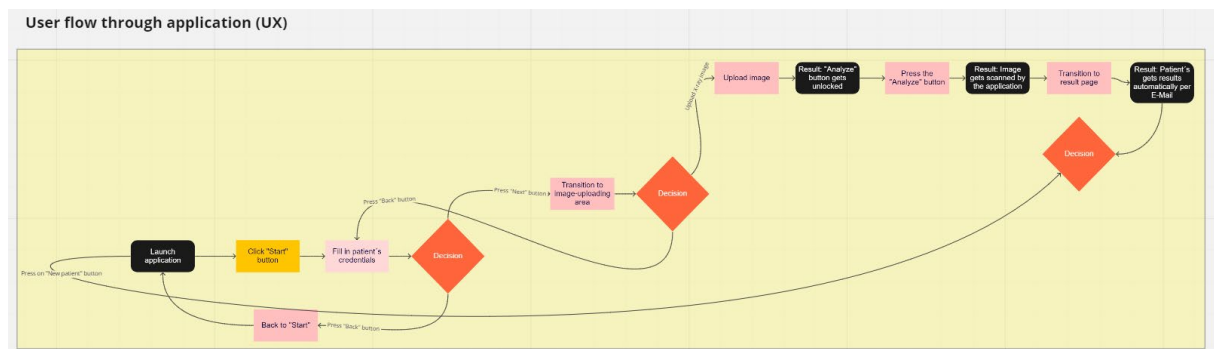 User flow through application (UX)
Upload x-ray image
Upload image
Result: "Analyze"
button gets
unlocked
Press the
"Analyze" button
Result: Image
gets scanned by
the application
Transition to
result page
Result: Patient´s
gets results
automatically per
E-Mail
Decision
Press "Next" button
Transition to
image-uploading
area
Decision
Press "Back" button
Launch
application
Click "Start"
button
Fill in patient´s
credentials
Decision
Press on "New patient" button
Back to "Start"
Press "Back" button